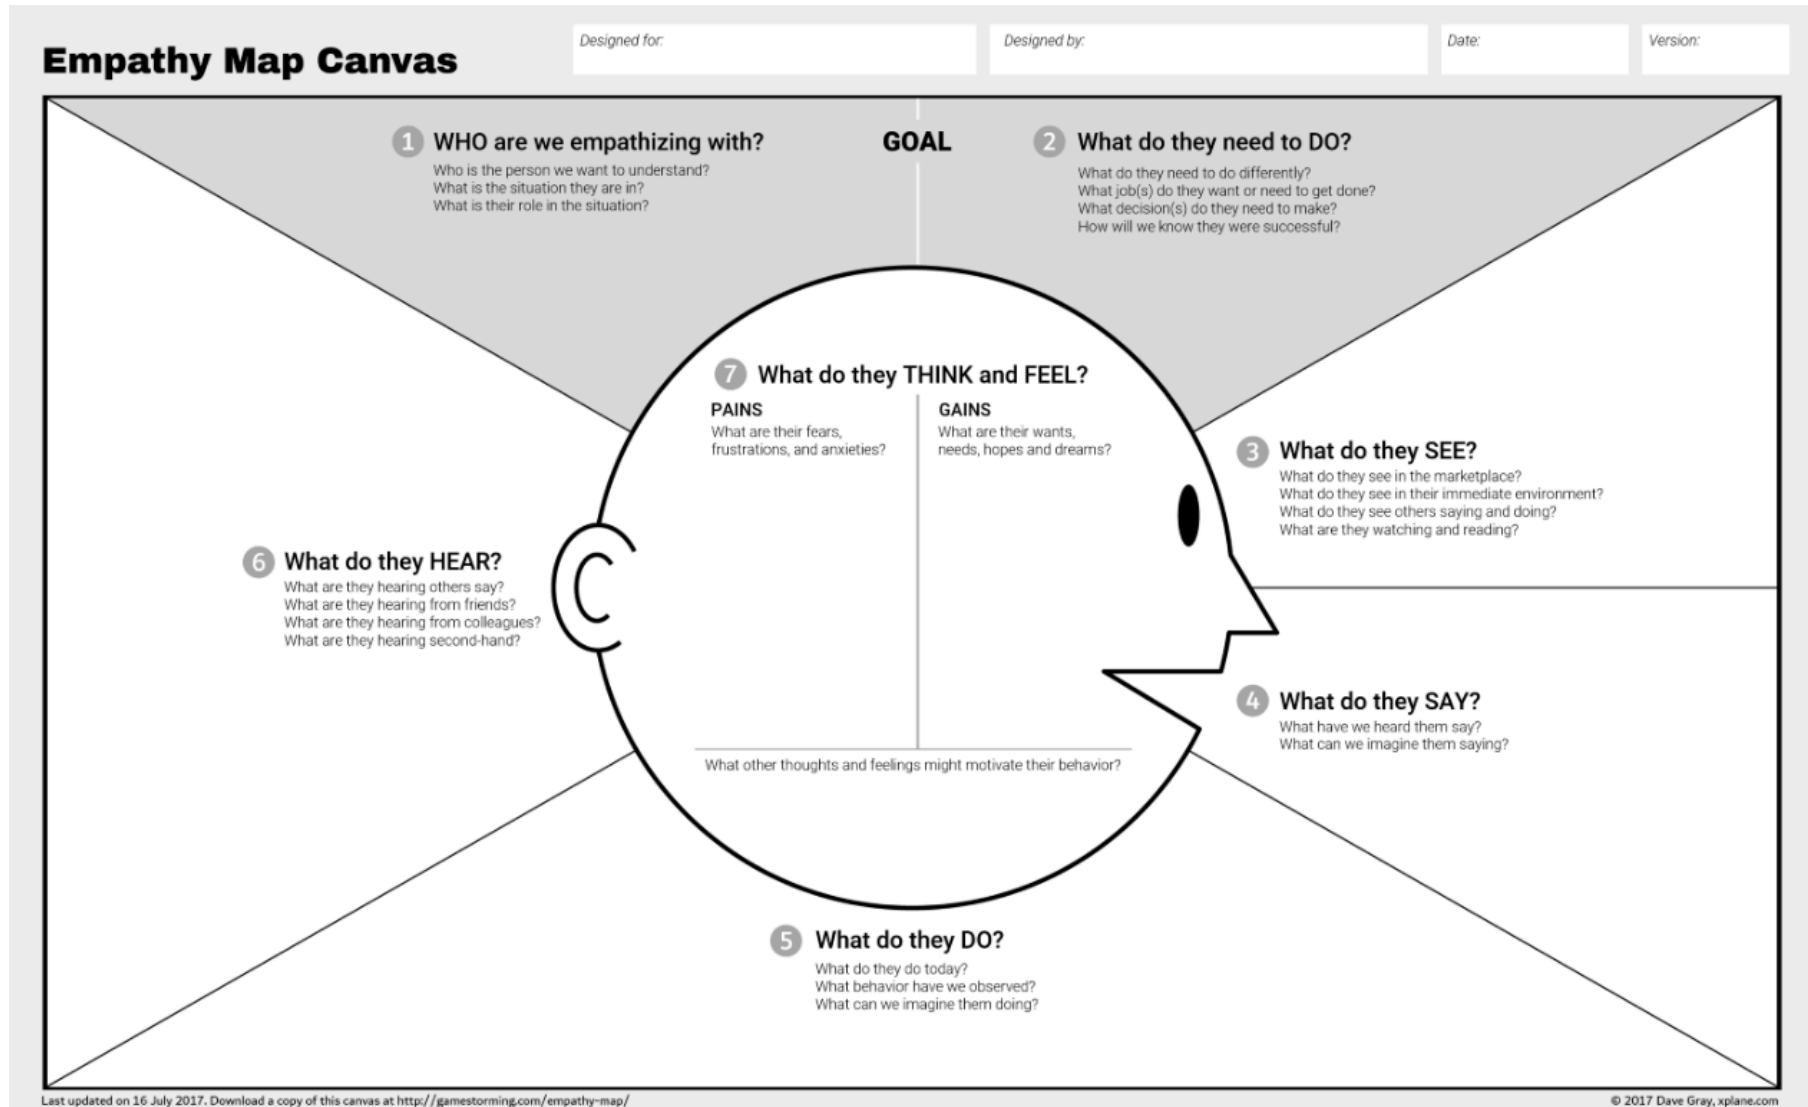 Empathy Map Canvas
Designed for:
Designed by:
Date:
Version:
1 WHO are we empathizing with?
Who is the person we want to understand?
What is the situation they are in?
What is their role in the situation?
GOAL
2 What do they need to DO?
What do they need to do differently?
What job(s) do they want or need to get done?
What decision(s) do they need to make?
How will we know they were successful?
3 What do they SEE?
What do they see in the marketplace?
What do they see in their immediate environment?
What do they see others saying and doing?
What are they watching and reading?
4 What do they SAY?
What have we heard them say?
What can we imagine them saying?
5 What do they DO?
What do they do today?
What behavior have we observed?
What can we imagine them doing?
6 What do they HEAR?
What are they hearing others say?
What are they hearing from friends?
What are they hearing from colleagues?
What are they hearing second-hand?
7 What do they THINK and FEEL?
PAINS
What are their fears,
frustrations, and anxieties?
GAINS
What are their wants,
needs, hopes and dreams?
What other thoughts and feelings might motivate their behavior?
Last updated on 16 July 2017. Download a copy of this canvas at http://gamestorming.com/empathy-map/
© 2017 Dave Gray, xplane.com